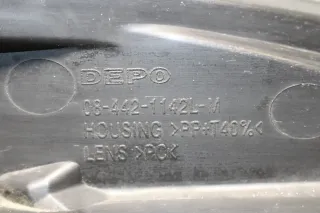 DEPO
08-442-1142L-M
HOUSING >PP+T40%<
LENS >PC<